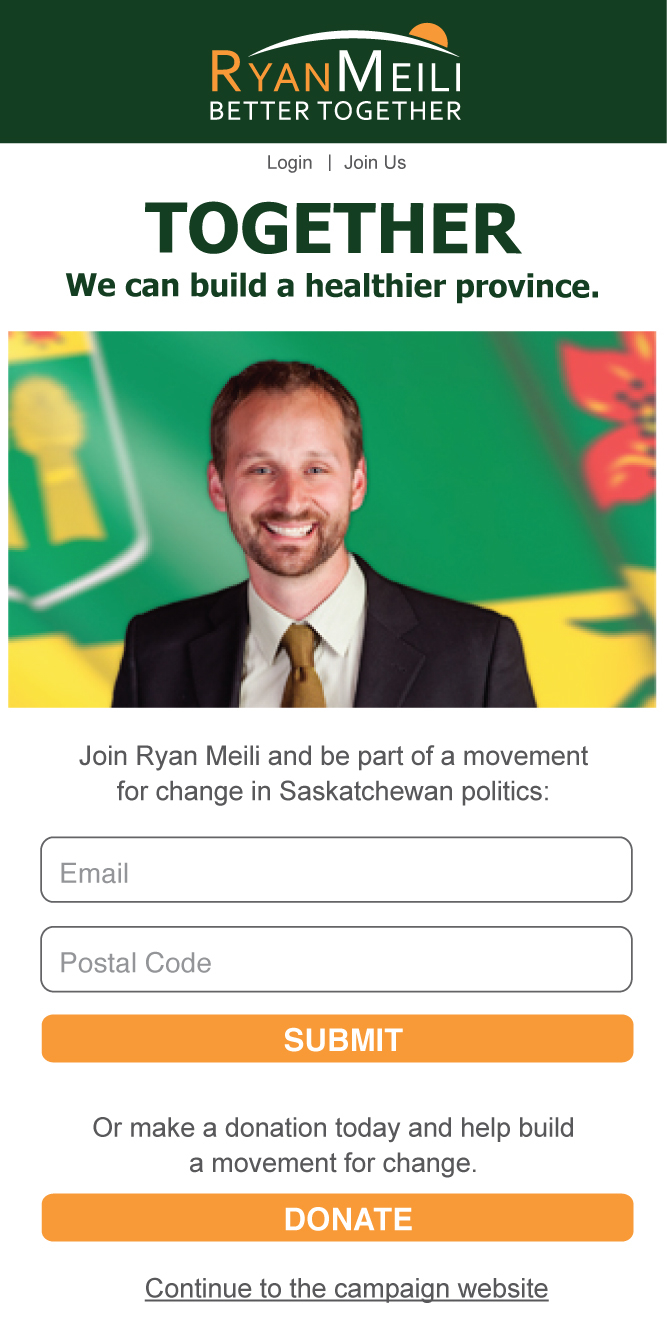 RYANMEILI
BETTER TOGETHER
Login | Join Us
TOGETHER
We can build a healthier province.
Join Ryan Meili and be part of a movement
for change in Saskatchewan politics:
Email
Postal Code
SUBMIT
Or make a donation today and help build
a movement for change.
DONATE
Continue to the campaign website